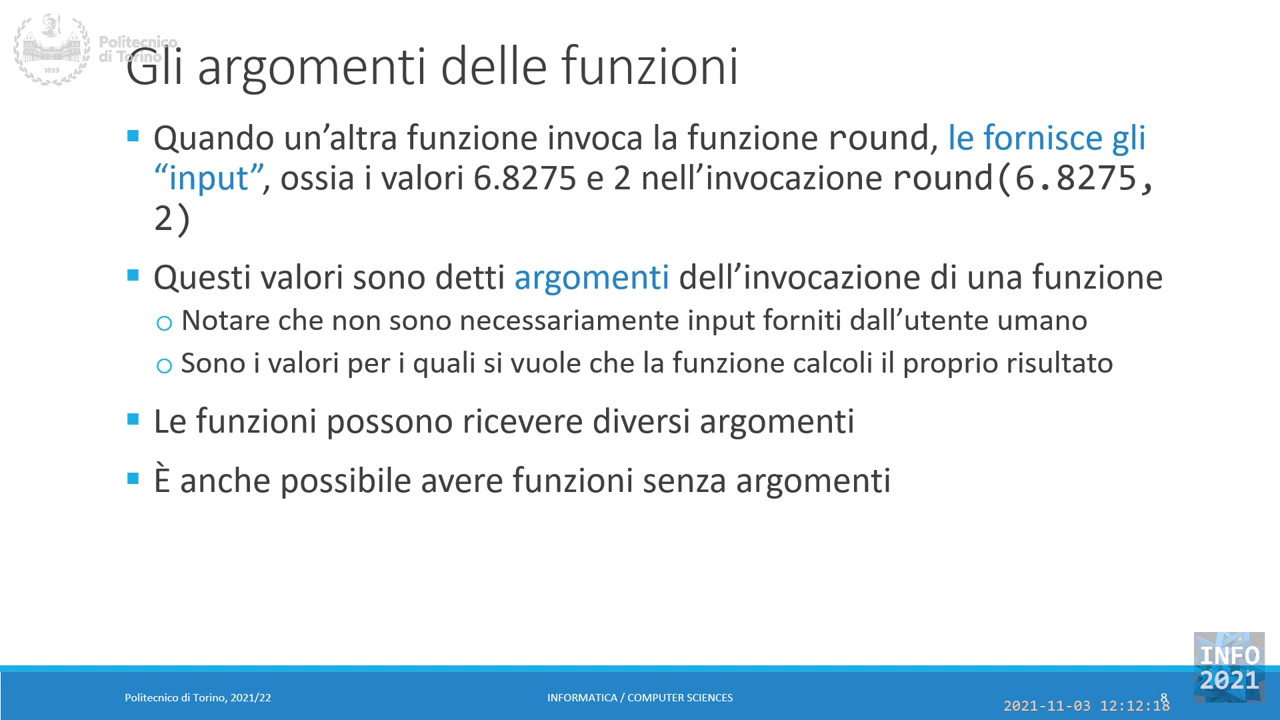 Politecnico
di Torino
1859
Gli argomenti delle funzioni
Quando un’altra funzione invoca la funzione round, le fornisce gli
“input”, ossia i valori 6.8275 e 2 nell’invocazione round(6.8275,
2)
Questi valori sono detti argomenti dell’invocazione di una funzione
Notare che non sono necessariamente input forniti dall’utente umano
Sono i valori per i quali si vuole che la funzione calcoli il proprio risultato
Le funzioni possono ricevere diversi argomenti
È anche possibile avere funzioni senza argomenti
INFO
2021
Politecnico di Torino, 2021/22
INFORMATICA / COMPUTER SCIENCES
8
2021-11-03 12:12:18